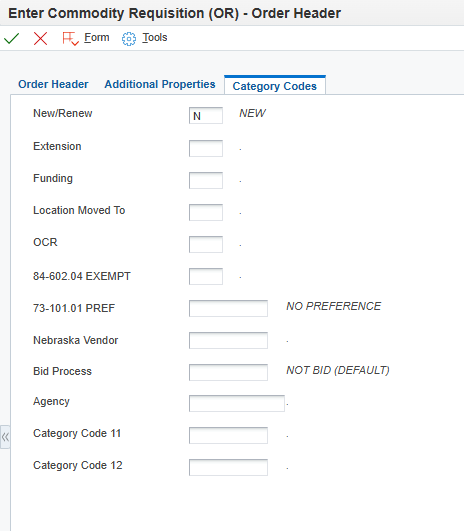 Enter Commodity Requisition (OR) - Order Header
Form Tools
Order Header Additional Properties Category Codes
New/Renew N NEW
Extension .
Funding .
Location Moved To .
OCR .
84-602.04 EXEMPT .
73-101.01 PREF NO PREFERENCE
Nebraska Vendor .
Bid Process NOT BID (DEFAULT)
Agency .
Category Code 11 .
Category Code 12 .